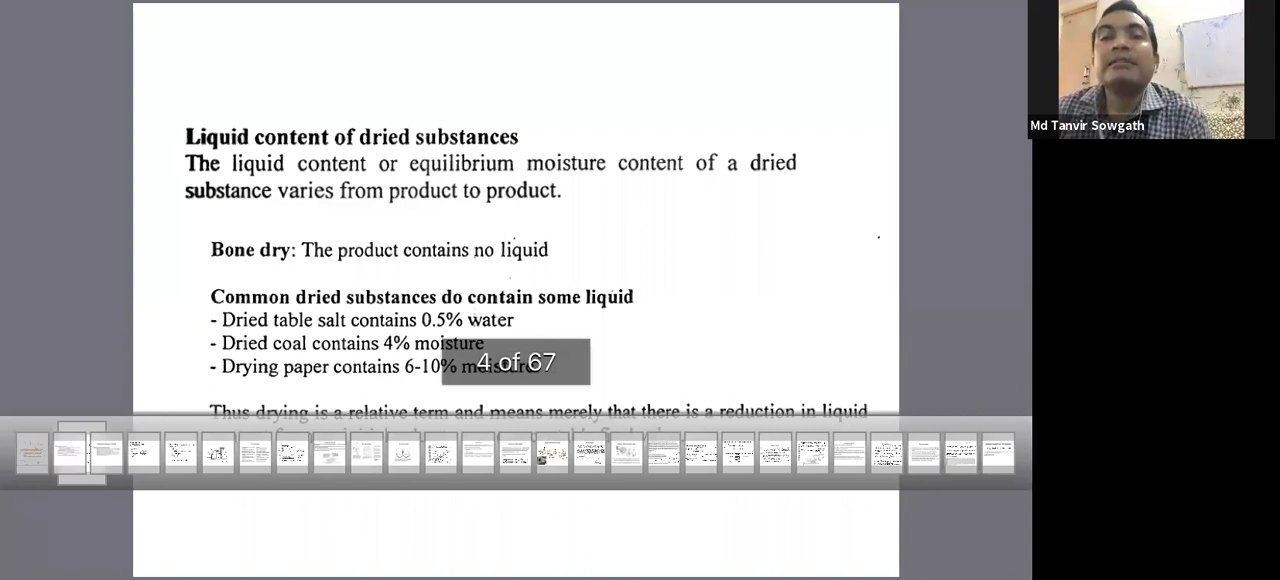 Liquid content of dried substances
The liquid content or equilibrium moisture content of a dried
substance varies from product to product.
Bone dry: The product contains no liquid
Common dried substances do contain some liquid
- Dried table salt contains 0.5% water
- Dried coal contains 4% moisture
- Drying paper contains 6-10% moisture
4 of 67
Thus drying is a relative term and means merely that there is a reduction in liquid
Md Tanvir Sowgath